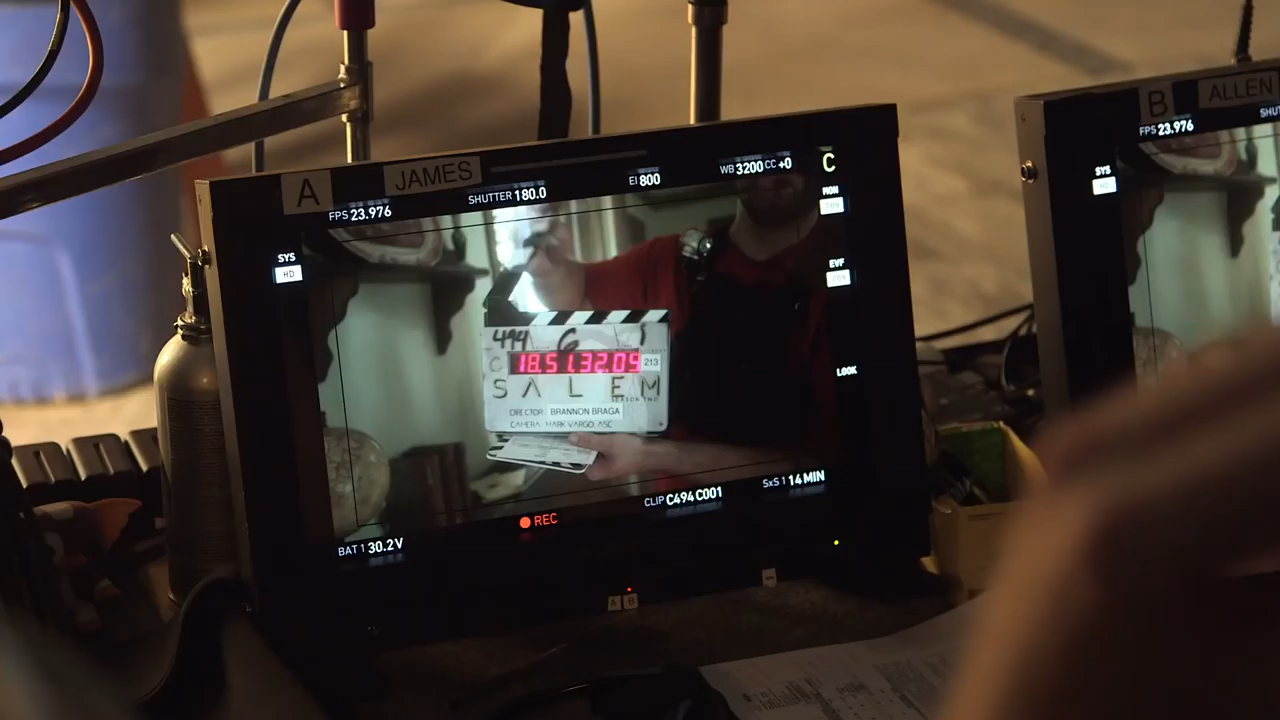 A JAMES
FPS 23.976
SHUTTER 180.0
EI 800
WB 3200 CC +0
C
SYS
HD
MON
EVF
LOOK
494 6 1
C 18.51.32.09 213
SALEM
SEASON TWO
DIRECTOR: BRANNON BRAGA
CAMERA: MARK VARGO, ASC
BAT 1 30.2V
REC
CLIP C494 C001
SxS 1 14 MIN
A B
B ALLEN
FPS 23.976
SYS
HD